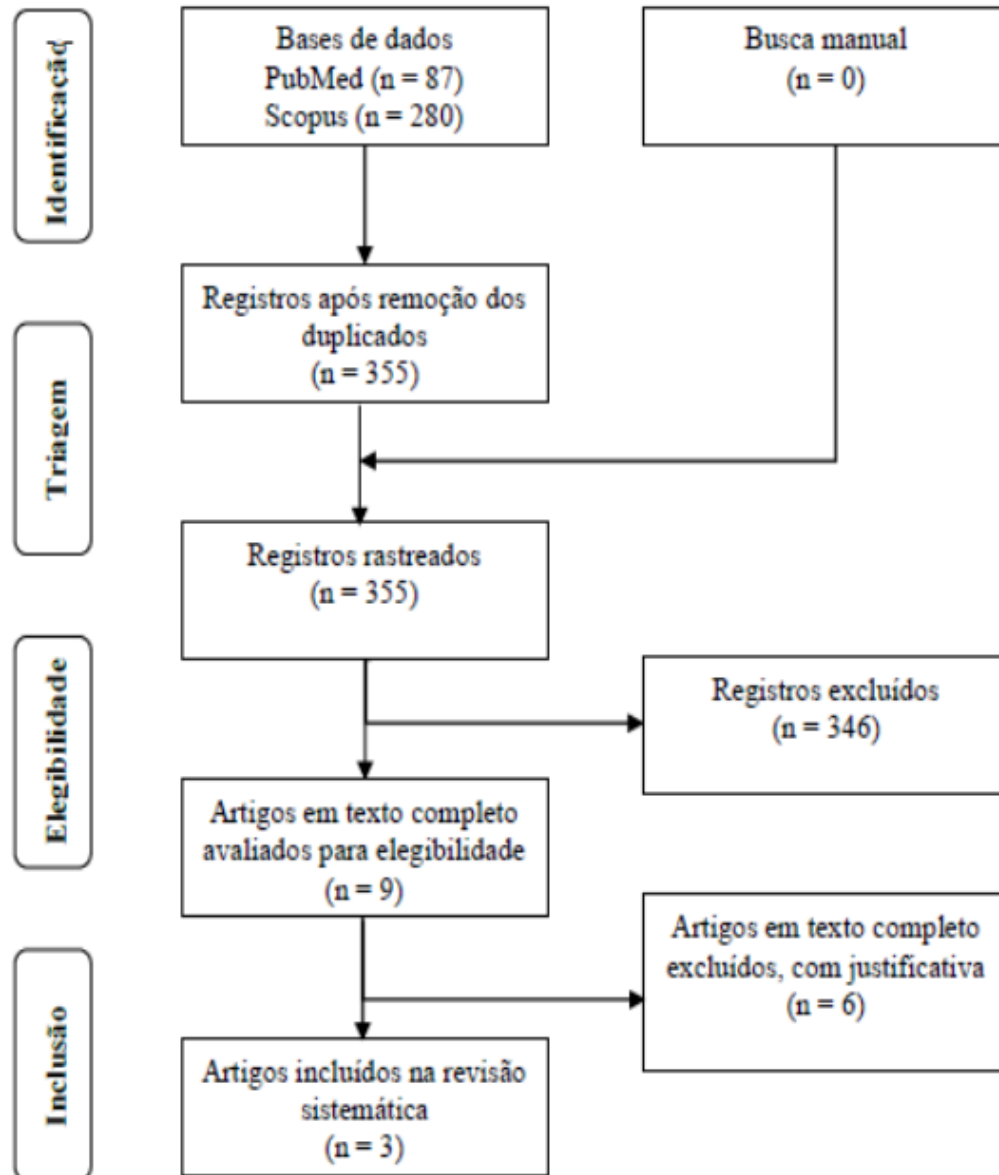 Identificação
Bases de dados
PubMed (n = 87)
Scopus (n = 280)
Busca manual
(n = 0)
Registros após remoção dos
duplicados
(n = 355)
Triagem
Registros rastreados
(n = 355)
Elegibilidade
Registros excluídos
(n = 346)
Artigos em texto completo
avaliados para elegibilidade
(n = 9)
Artigos em texto completo
excluídos, com justificativa
(n = 6)
Inclusão
Artigos incluídos na revisão
sistemática
(n = 3)